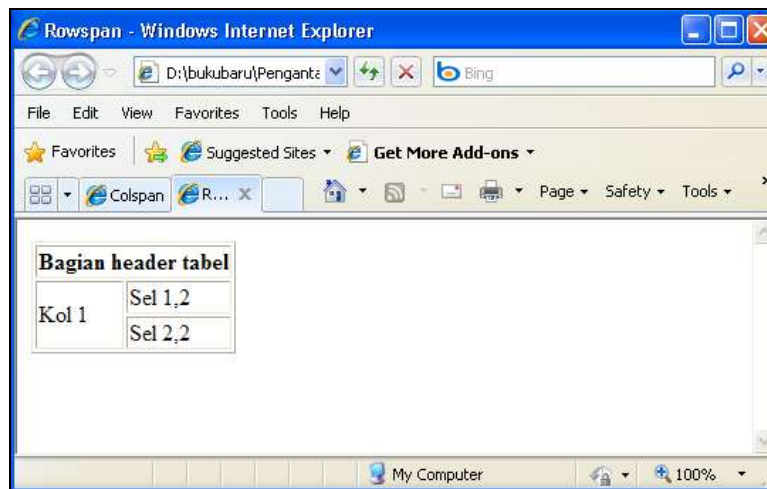 Rowspan - Windows Internet Explorer
D:\bukubaru\Penganta
Bing
File Edit View Favorites Tools Help
Favorites Suggested Sites Get More Add-ons
Colspan R... Page Safety Tools
Bagian header tabel
Kol 1
Sel 1,2
Sel 2,2
My Computer 100%